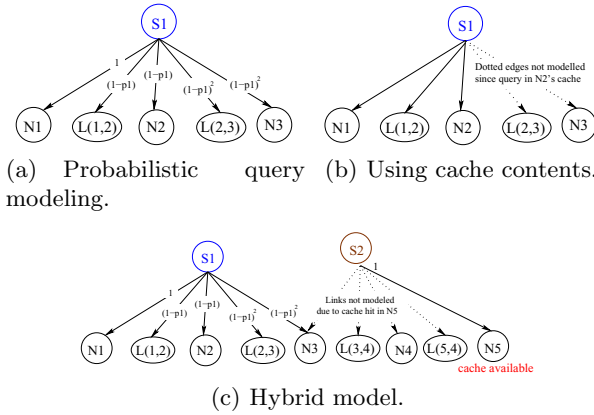 S1
1
(1−p1)
(1−p1)
(1−p1)²
(1−p1)²
N1
L(1,2)
N2
L(2,3)
N3
(a) Probabilistic query
modeling.
S1
Dotted edges not modelled
since query in N2's cache
N1
L(1,2)
N2
L(2,3)
N3
(b) Using cache contents.
S1
1
(1−p1)
(1−p1)
(1−p1)²
(1−p1)²
S2
1
Links not modeled
due to cache hit in N5
N1
L(1,2)
N2
L(2,3)
N3
L(3,4)
N4
L(5,4)
N5
cache available
(c) Hybrid model.